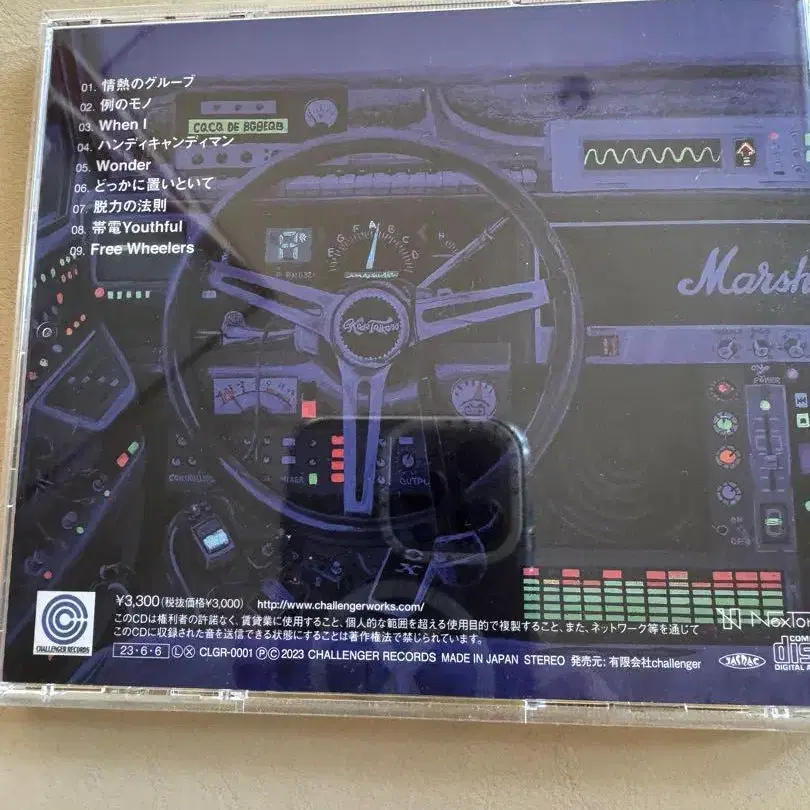 01. 情熱のグルーブ
02. 例のモノ
03. When I
04. ハンディキャンディマン
05. Wonder
06. どっかに置いといて
07. 脱力の法則
08. 帯電Youthful
09. Free Wheelers
E G F A B C D
Marsh
POWER
MIXER
OUTPU
CHALLENGER RECORDS
¥3,300(税抜価格¥3,000) http://www.challengerworks.com/
このCDは権利者の許諾なく、賃貸業に使用すること、個人的な範囲を超える使用目的で複製すること、また、ネットワーク等を通じて
このCDに収録された音を送信できる状態にすることは著作権法で禁じられています。
NexTon
23・6・6 Ⓛ Ⓧ CLGR-0001 ℗©2023 CHALLENGER RECORDS MADE IN JAPAN STEREO 発売元: 有限会社challenger
JASRAC
COMP
dis
DIGITAL A